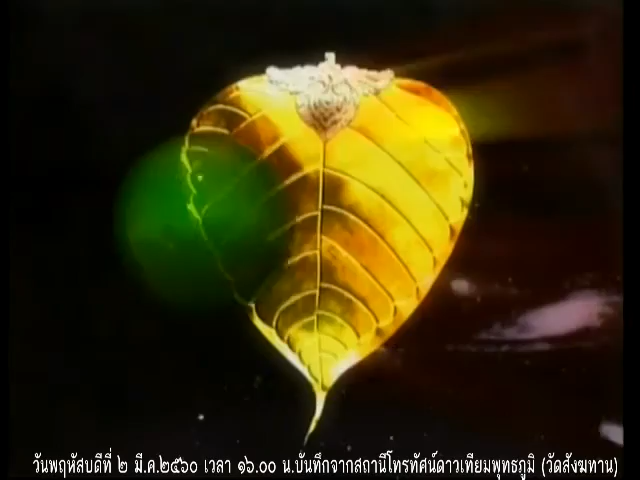 วันพฤหัสบดีที่ ๒ มี.ค.๒๕๖๐ เวลา ๑๖.๐๐ น.บันทึกจากสถานีโทรทัศน์ดาวเทียมพุทธภูมิ (วัดสังฆทาน)